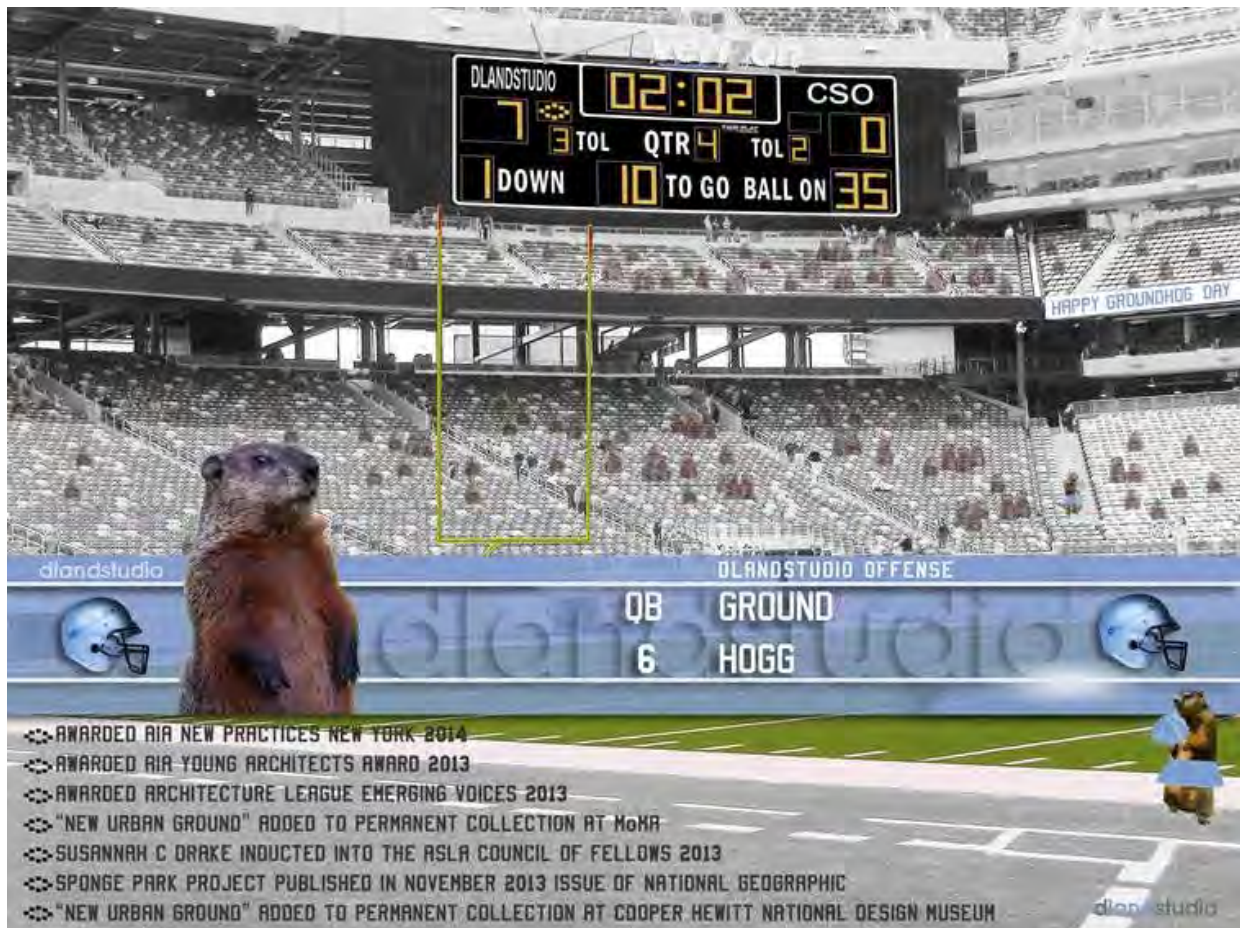 DLANDSTUDIO 02:02 CSO
7 3 TOL QTR 4 TOL 2 0
1 DOWN 10 TO GO BALL ON 35
HAPPY GROUNDHOG DAY
dlandstudio DLANDSTUDIO OFFENSE
dlandstudio
QB GROUND
6 HOGG
AWARDED AIA NEW PRACTICES NEW YORK 2014
AWARDED AIA YOUNG ARCHITECTS AWARD 2013
AWARDED ARCHITECTURE LEAGUE EMERGING VOICES 2013
"NEW URBAN GROUND" ADDED TO PERMANENT COLLECTION AT MoMA
SUSANNAH C DRAKE INDUCTED INTO THE ASLA COUNCIL OF FELLOWS 2013
SPONGE PARK PROJECT PUBLISHED IN NOVEMBER 2013 ISSUE OF NATIONAL GEOGRAPHIC
"NEW URBAN GROUND" ADDED TO PERMANENT COLLECTION AT COOPER HEWITT NATIONAL DESIGN MUSEUM
dlandstudio